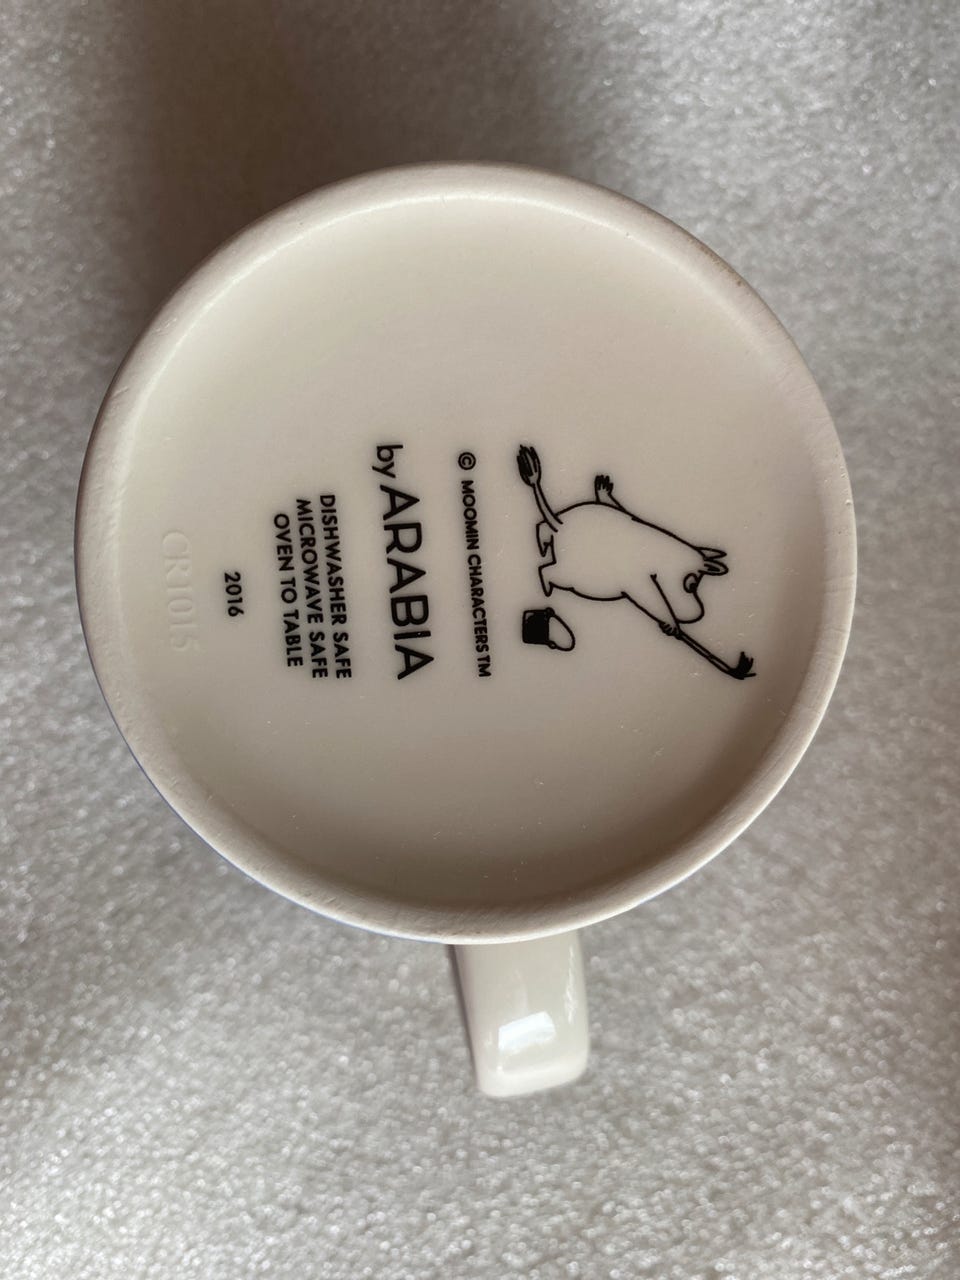 © MOOMIN CHARACTERS TM
by ARABIA
DISHWASHER SAFE
MICROWAVE SAFE
OVEN TO TABLE
2016
CR1015